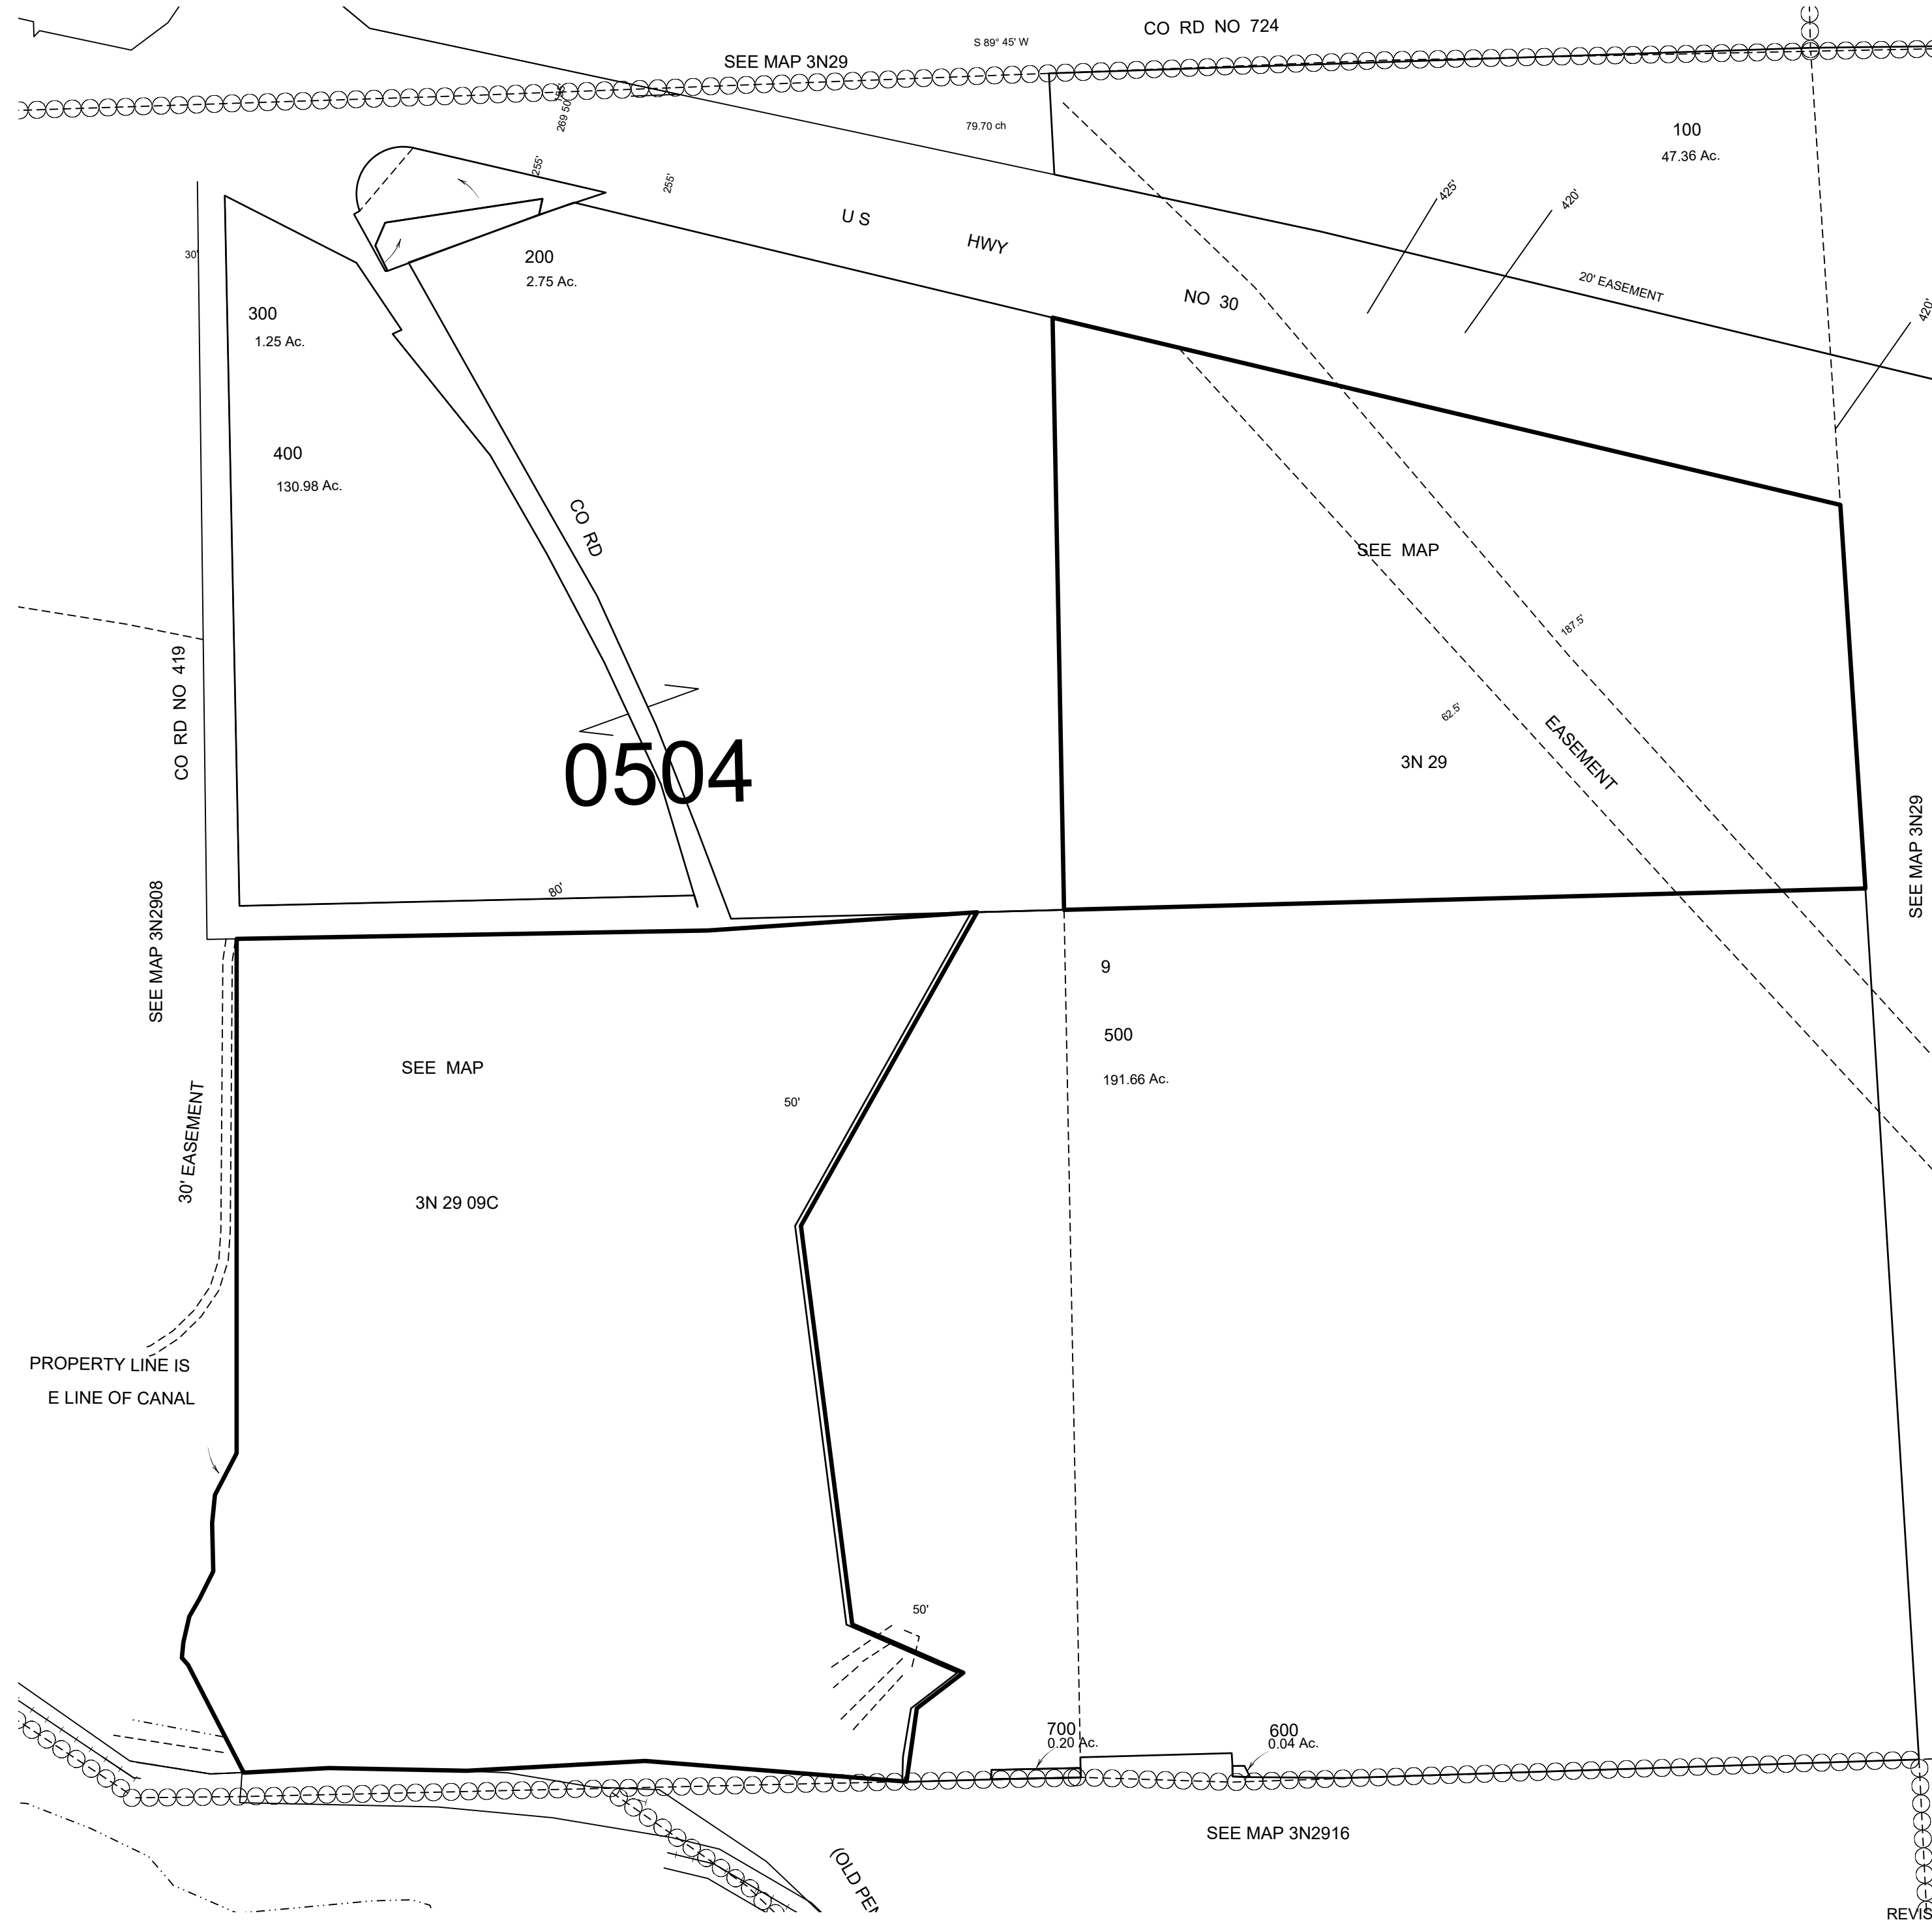 CO RD NO 724
S 89° 45' W
SEE MAP 3N29
269 50
79.70 ch
100
47.36 Ac.
255'
255'
425'
420'
U S HWY NO 30
30'
200
2.75 Ac.
20' EASEMENT
420'
300
1.25 Ac.
400
130.98 Ac.
CO RD
SEE MAP
187.5'
CO RD NO 419
62.5'
EASEMENT
0504
3N 29
SEE MAP 3N29
80'
SEE MAP 3N2908
9
500
191.66 Ac.
SEE MAP
50'
30' EASEMENT
3N 29 09C
PROPERTY LINE IS
E LINE OF CANAL
50'
700
0.20 Ac.
600
0.04 Ac.
SEE MAP 3N2916
(OLD PEN
REVIS